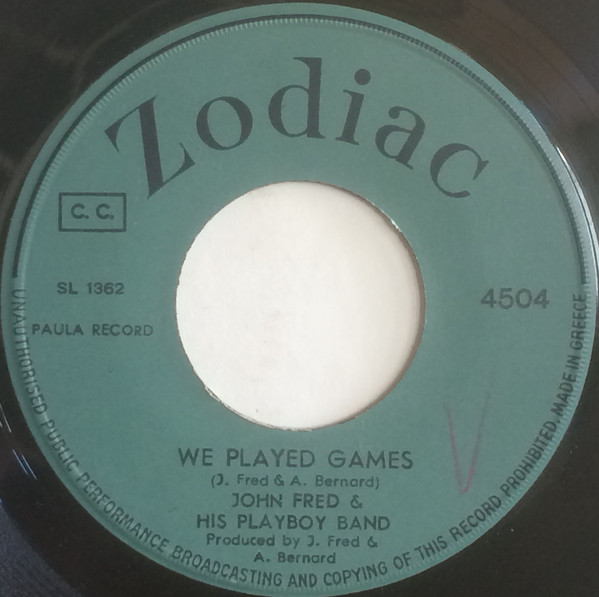 Zodiac
C. C.
SL 1362
4504
PAULA RECORD
WE PLAYED GAMES
(J. Fred & A. Bernard)
JOHN FRED &
HIS PLAYBOY BAND
Produced by J. Fred &
A. Bernard
UNAUTHORISED PUBLIC PERFORMANCE BROADCASTING AND COPYING OF THIS RECORD PROHIBITED. MADE IN GREECE
V